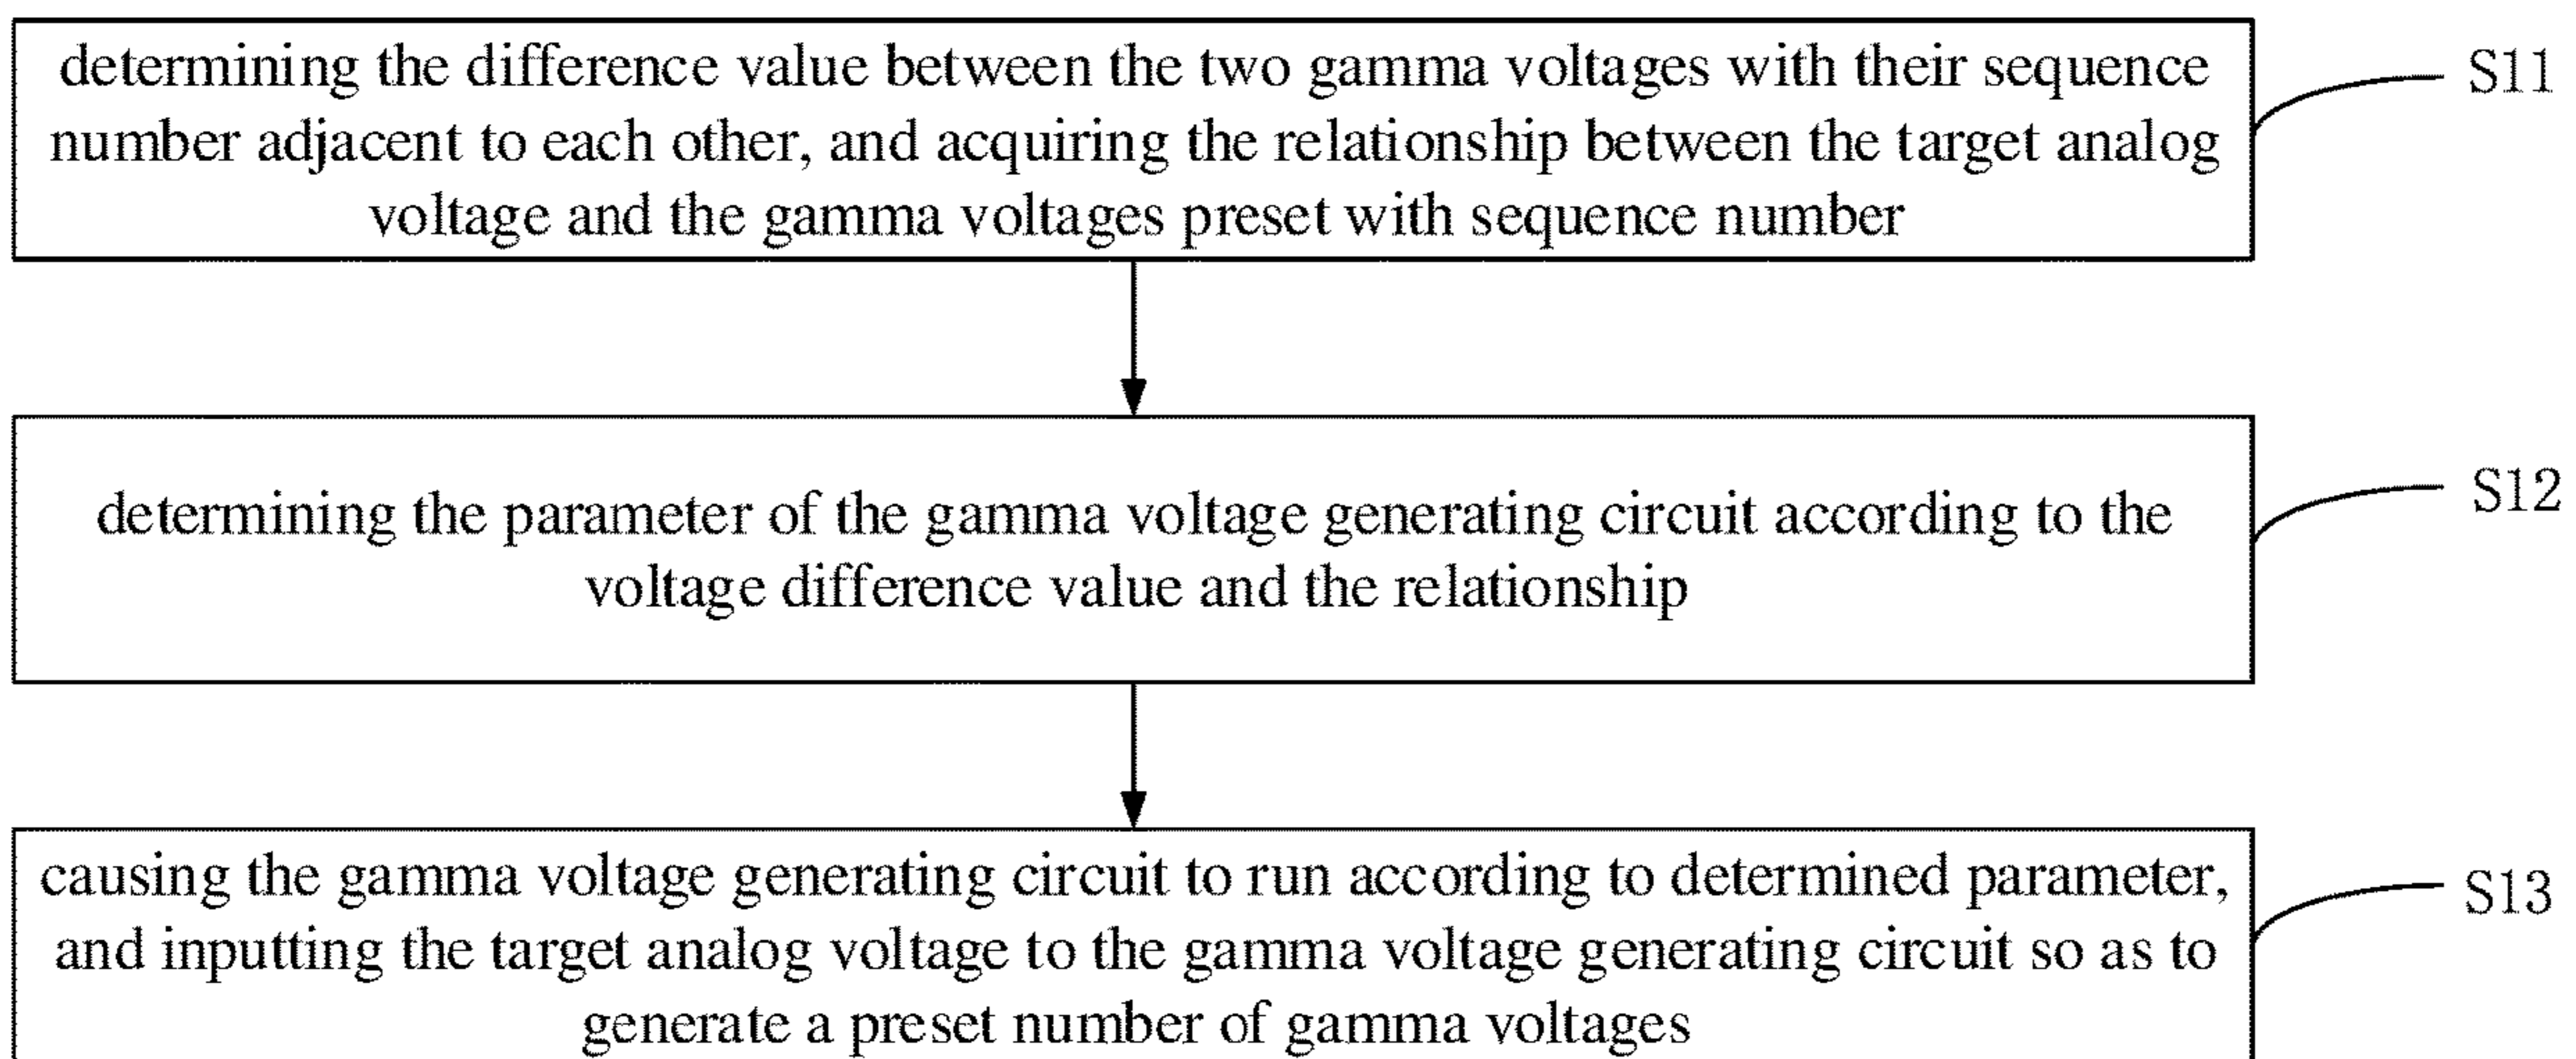 determining the difference value between the two gamma voltages with their sequence
number adjacent to each other, and acquiring the relationship between the target analog
voltage and the gamma voltages preset with sequence number
S11
determining the parameter of the gamma voltage generating circuit according to the
voltage difference value and the relationship
S12
causing the gamma voltage generating circuit to run according to determined parameter,
and inputting the target analog voltage to the gamma voltage generating circuit so as to
generate a preset number of gamma voltages
S13